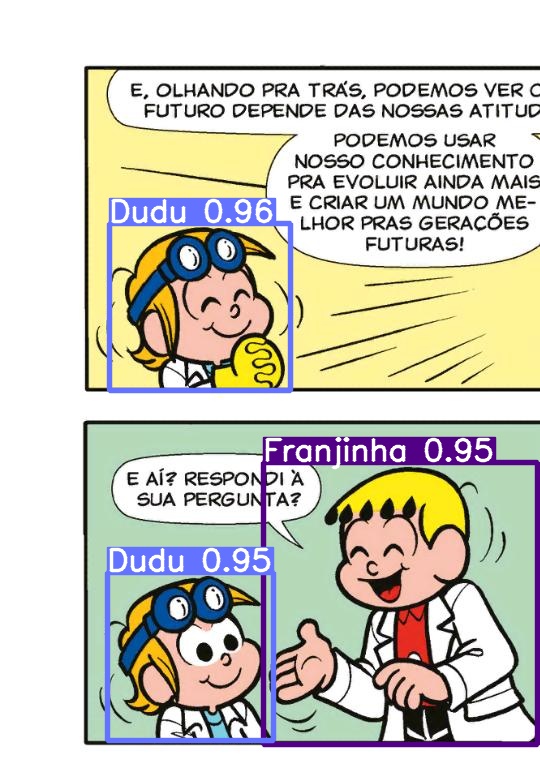 E, OLHANDO PRA TRÁS, PODEMOS VER
FUTURO DEPENDE DAS NOSSAS
PODEMOS USAR
NOSSO CONHECIMENTO
PRA EVOLUIR AINDA MAIS
E CRIAR UM MUNDO ME-
LHOR PRAS GERAÇÕES
FUTURAS!
Dudu 0.96
Franjinha 0.95
E AÍ? RESPONDI À
SUA PERGUNTA?
Dudu 0.95